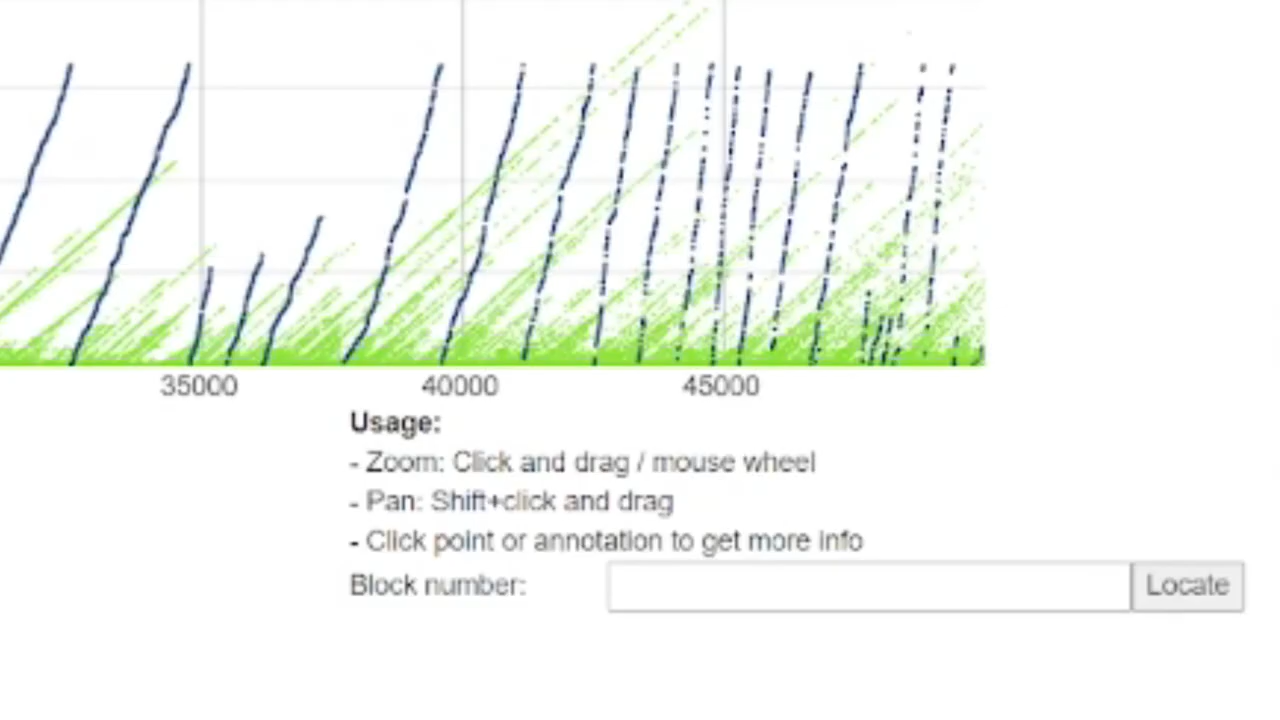 35000 40000 45000
Usage:
- Zoom: Click and drag / mouse wheel
- Pan: Shift+click and drag
- Click point or annotation to get more info
Block number: Locate